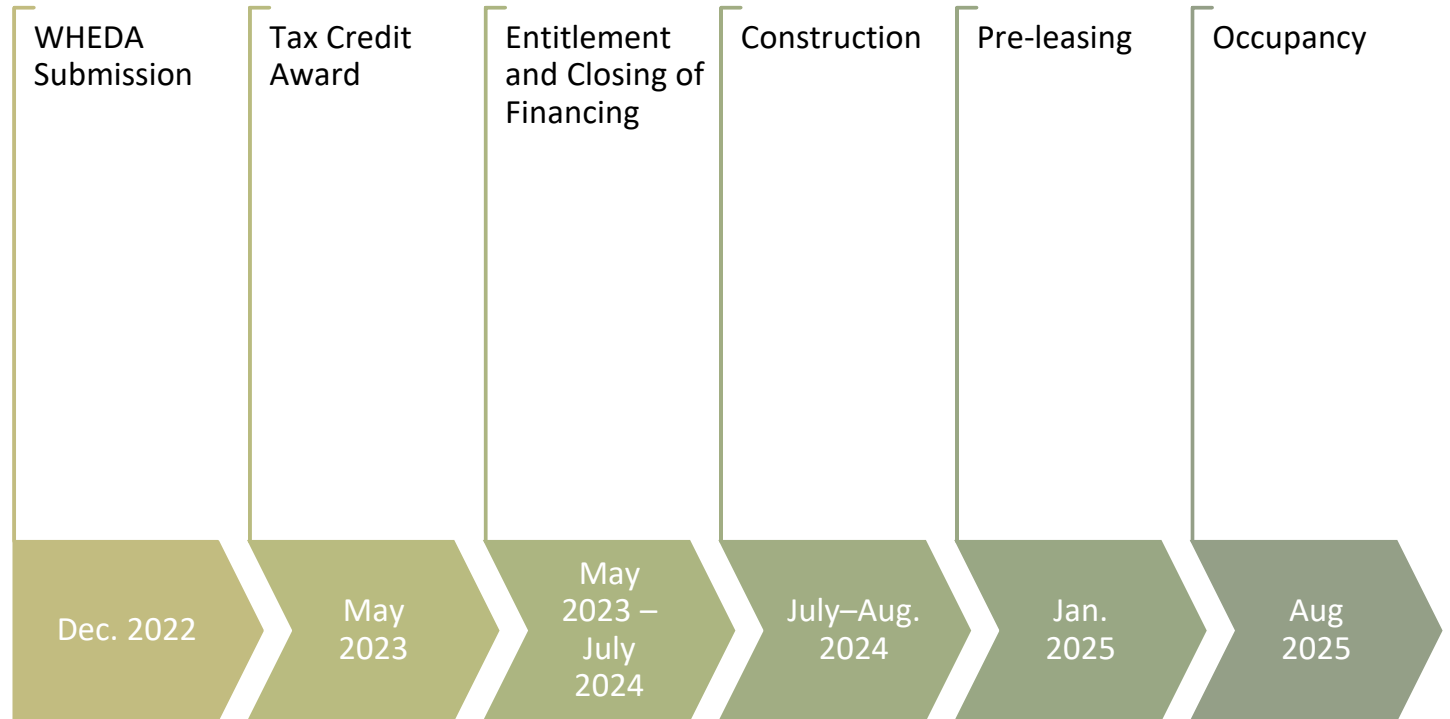 WHEDA
Submission
Tax Credit
Award
Entitlement
and Closing of
Financing
Construction
Pre-leasing
Occupancy
Dec. 2022
May
2023
May
2023 –
July
2024
July–Aug.
2024
Jan.
2025
Aug
2025